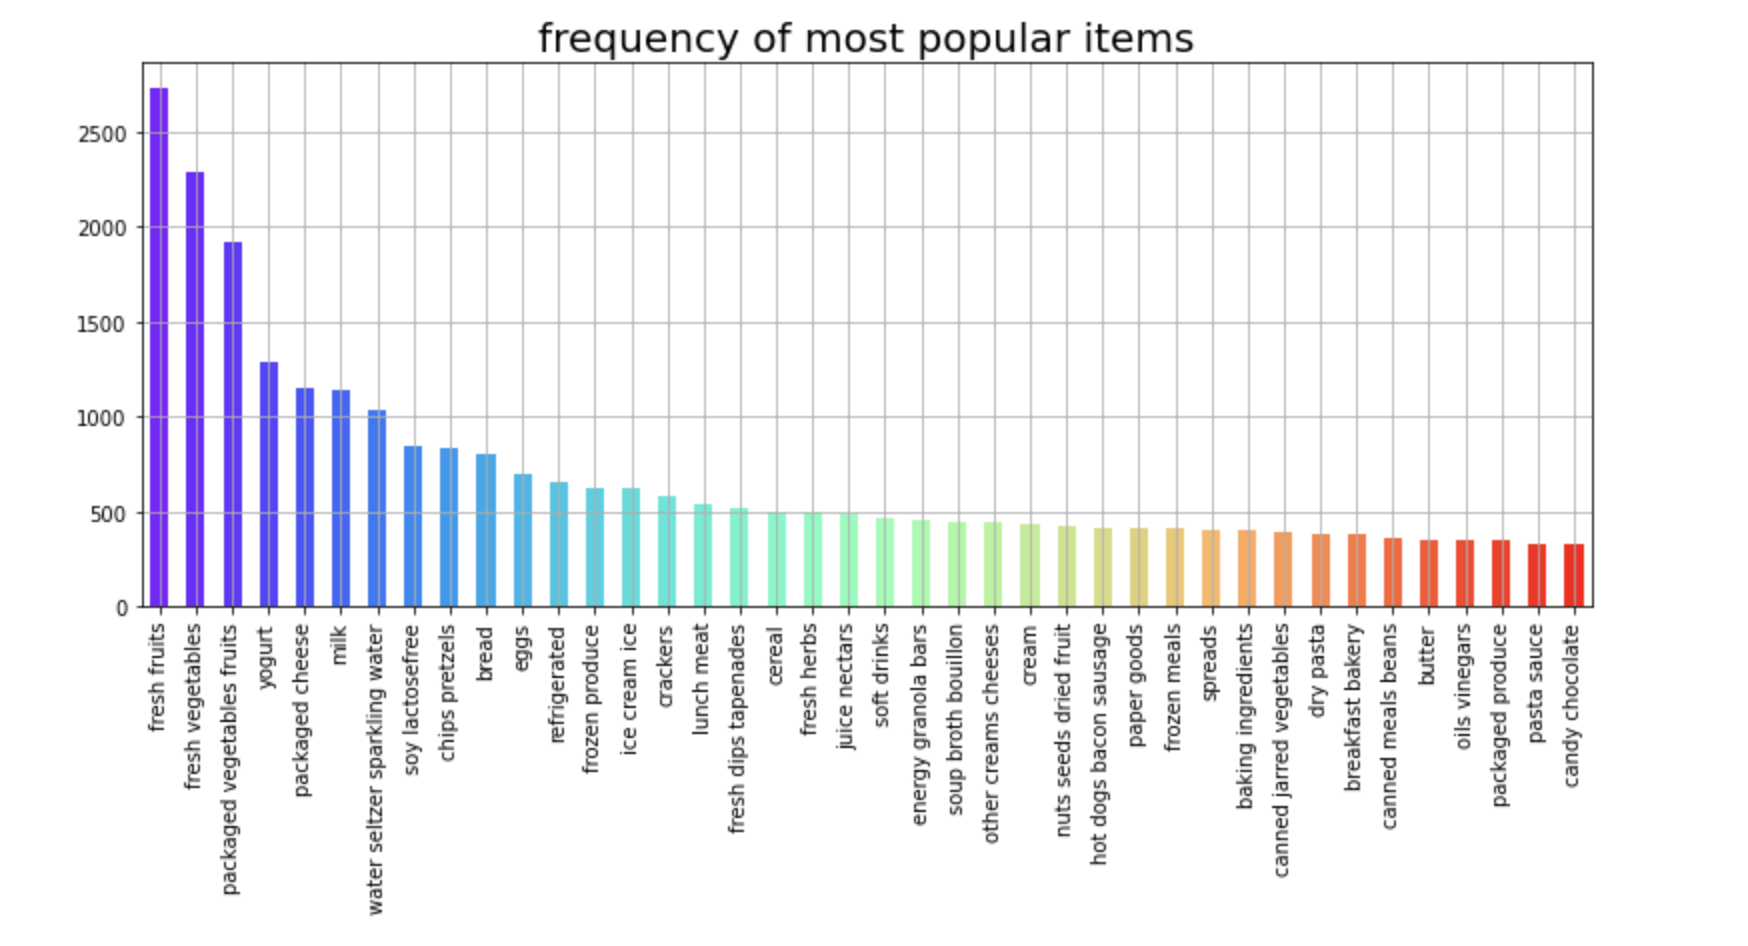 frequency of most popular items
2500
2000
1500
1000
500
0
fresh fruits
fresh vegetables
packaged vegetables fruits
yogurt
packaged cheese
milk
water seltzer sparkling water
soy lactosefree
chips pretzels
bread
eggs
refrigerated
frozen produce
ice cream ice
crackers
lunch meat
fresh dips tapenades
cereal
fresh herbs
juice nectars
soft drinks
energy granola bars
soup broth bouillon
other creams cheeses
cream
nuts seeds dried fruit
hot dogs bacon sausage
paper goods
frozen meals
spreads
baking ingredients
canned jarred vegetables
dry pasta
breakfast bakery
canned meals beans
butter
oils vinegars
packaged produce
pasta sauce
candy chocolate